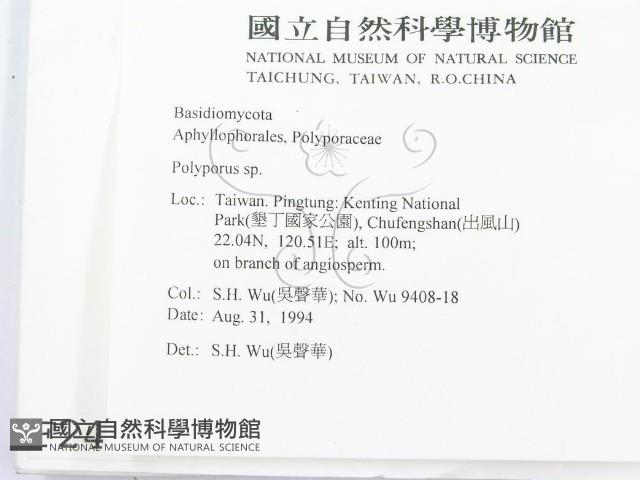 國立自然科學博物館
NATIONAL MUSEUM OF NATURAL SCIENCE
TAICHUNG, TAIWAN, R.O.CHINA
Basidiomycota
Aphyllophorales, Polyporaceae
Polyporus sp.
Loc.: Taiwan. Pingtung: Kenting National
Park(墾丁國家公園), Chufengshan(出風山)
22.04N, 120.51E; alt. 100m;
on branch of angiosperm.
Col.: S.H. Wu(吳聲華); No. Wu 9408-18
Date: Aug. 31, 1994
Det.: S.H. Wu(吳聲華)
24
國立自然科學博物館
NATIONAL MUSEUM OF NATURAL SCIENCE